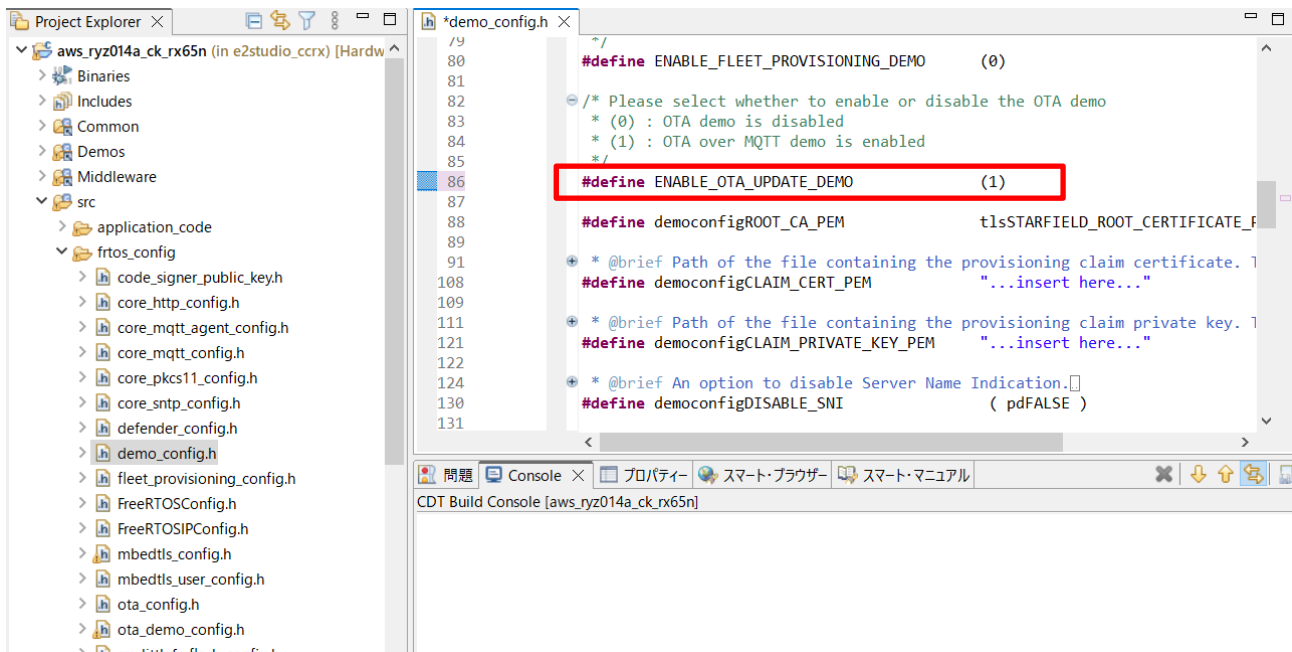 Project Explorer
aws_ryz014a_ck_rx65n (in e2studio_ccrx) [Hardw
Binaries
Includes
Common
Demos
Middleware
src
application_code
frtos_config
code_signer_public_key.h
core_http_config.h
core_mqtt_agent_config.h
core_mqtt_config.h
core_pkcs11_config.h
core_sntp_config.h
defender_config.h
demo_config.h
fleet_provisioning_config.h
FreeRTOSConfig.h
FreeRTOSIPConfig.h
mbedtls_config.h
mbedtls_user_config.h
ota_config.h
ota_demo_config.h
*demo_config.h
79 */
80 #define ENABLE_FLEET_PROVISIONING_DEMO (0)
81
82 /* Please select whether to enable or disable the OTA demo
83 * (0) : OTA demo is disabled
84 * (1) : OTA over MQTT demo is enabled
85 */
86 #define ENABLE_OTA_UPDATE_DEMO (1)
87
88 #define democonfigROOT_CA_PEM tlsSTARFIELD_ROOT_CERTIFICATE_P
89
91 * @brief Path of the file containing the provisioning claim certificate. T
108 #define democonfigCLAIM_CERT_PEM "...insert here..."
109
111 * @brief Path of the file containing the provisioning claim private key. T
121 #define democonfigCLAIM_PRIVATE_KEY_PEM "...insert here..."
122
124 * @brief An option to disable Server Name Indication.
130 #define democonfigDISABLE_SNI ( pdFALSE )
131
問題 Console プロパティー スマート・ブラウザー スマート・マニュアル
CDT Build Console [aws_ryz014a_ck_rx65n]